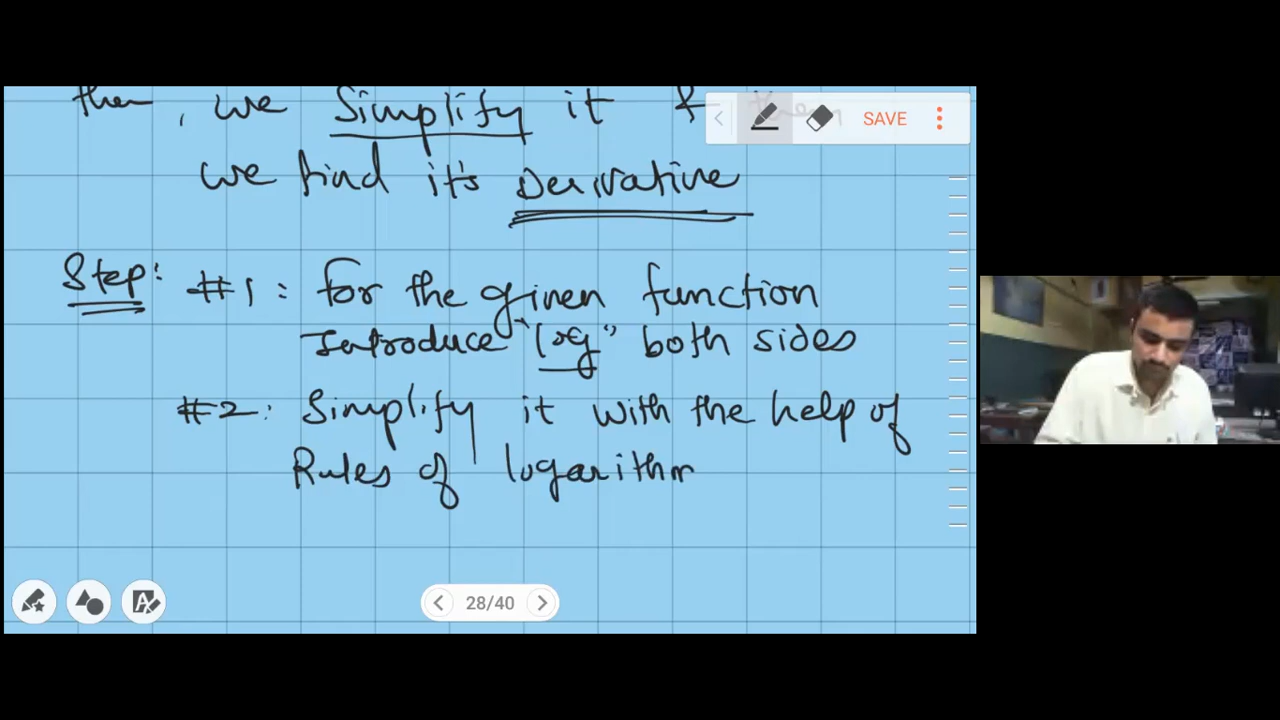 then, we Simplify it & then
SAVE
we find it's Derivative
Step: #1: For the given function
Introduce "log" both sides
#2: Simplify it with the help of
Rules of logarithm
28/40